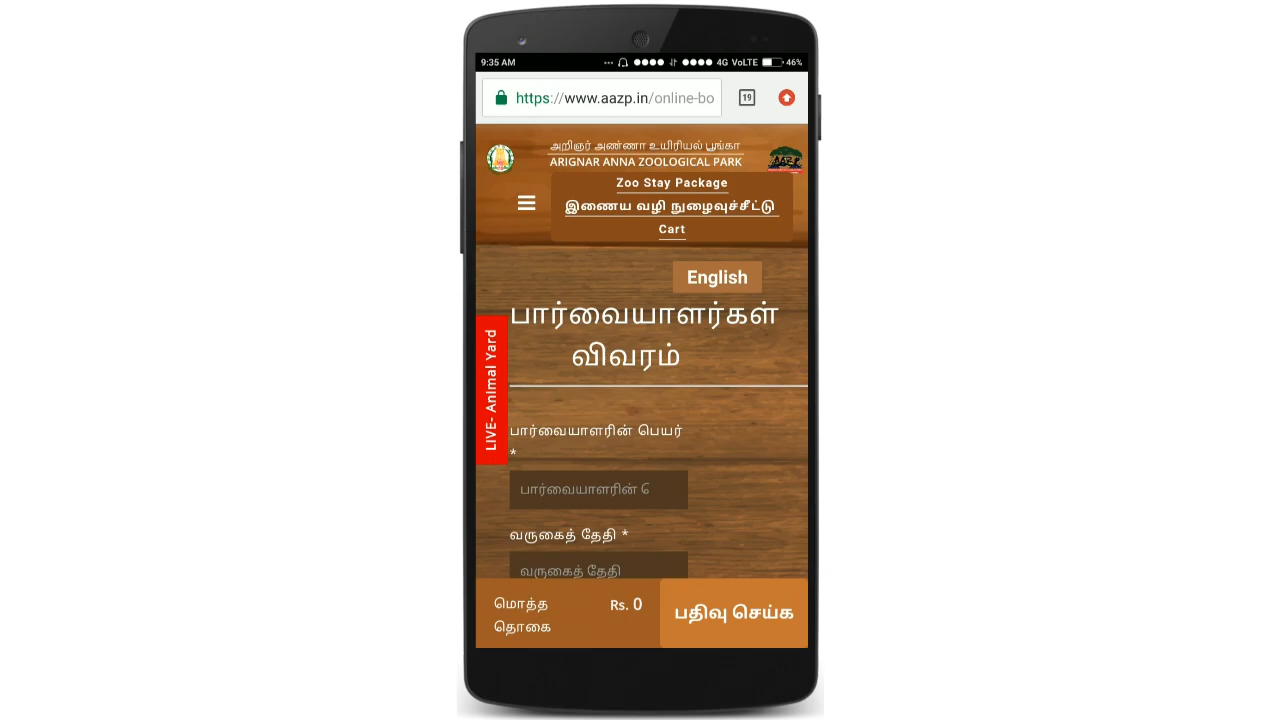 9:35 AM
4G VoLTE 46%
https://www.aazp.in/online-bo
19
அறிஞர் அண்ணா உயிரியல் பூங்கா
ARIGNAR ANNA ZOOLOGICAL PARK
AAZP
Zoo Stay Package
இணைய வழி நுழைவுச்சீட்டு
Cart
English
பார்வையாளர்கள்
விவரம்
LIVE- Animal Yard
பார்வையாளரின் பெயர்
*
பார்வையாளரின் ெ
வருகைத் தேதி *
வருகைத் தேதி
மொத்த
தொகை
Rs. 0
பதிவு செய்க